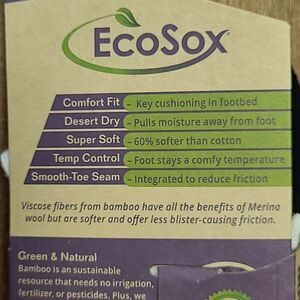 EcoSox
Comfort Fit - Key cushioning in footbed
Desert Dry - Pulls moisture away from foot
Super Soft - 60% softer than cotton
Temp Control - Foot stays a comfy temperature
Smooth-Toe Seam - Integrated to reduce friction
Viscose fibers from bamboo have all the benefits of Merino
wool but are softer and offer less blister-causing friction.
Green & Natural
Bamboo is an sustainable
resource that needs no irrigation,
fertilizer, or pesticides. Plus, we